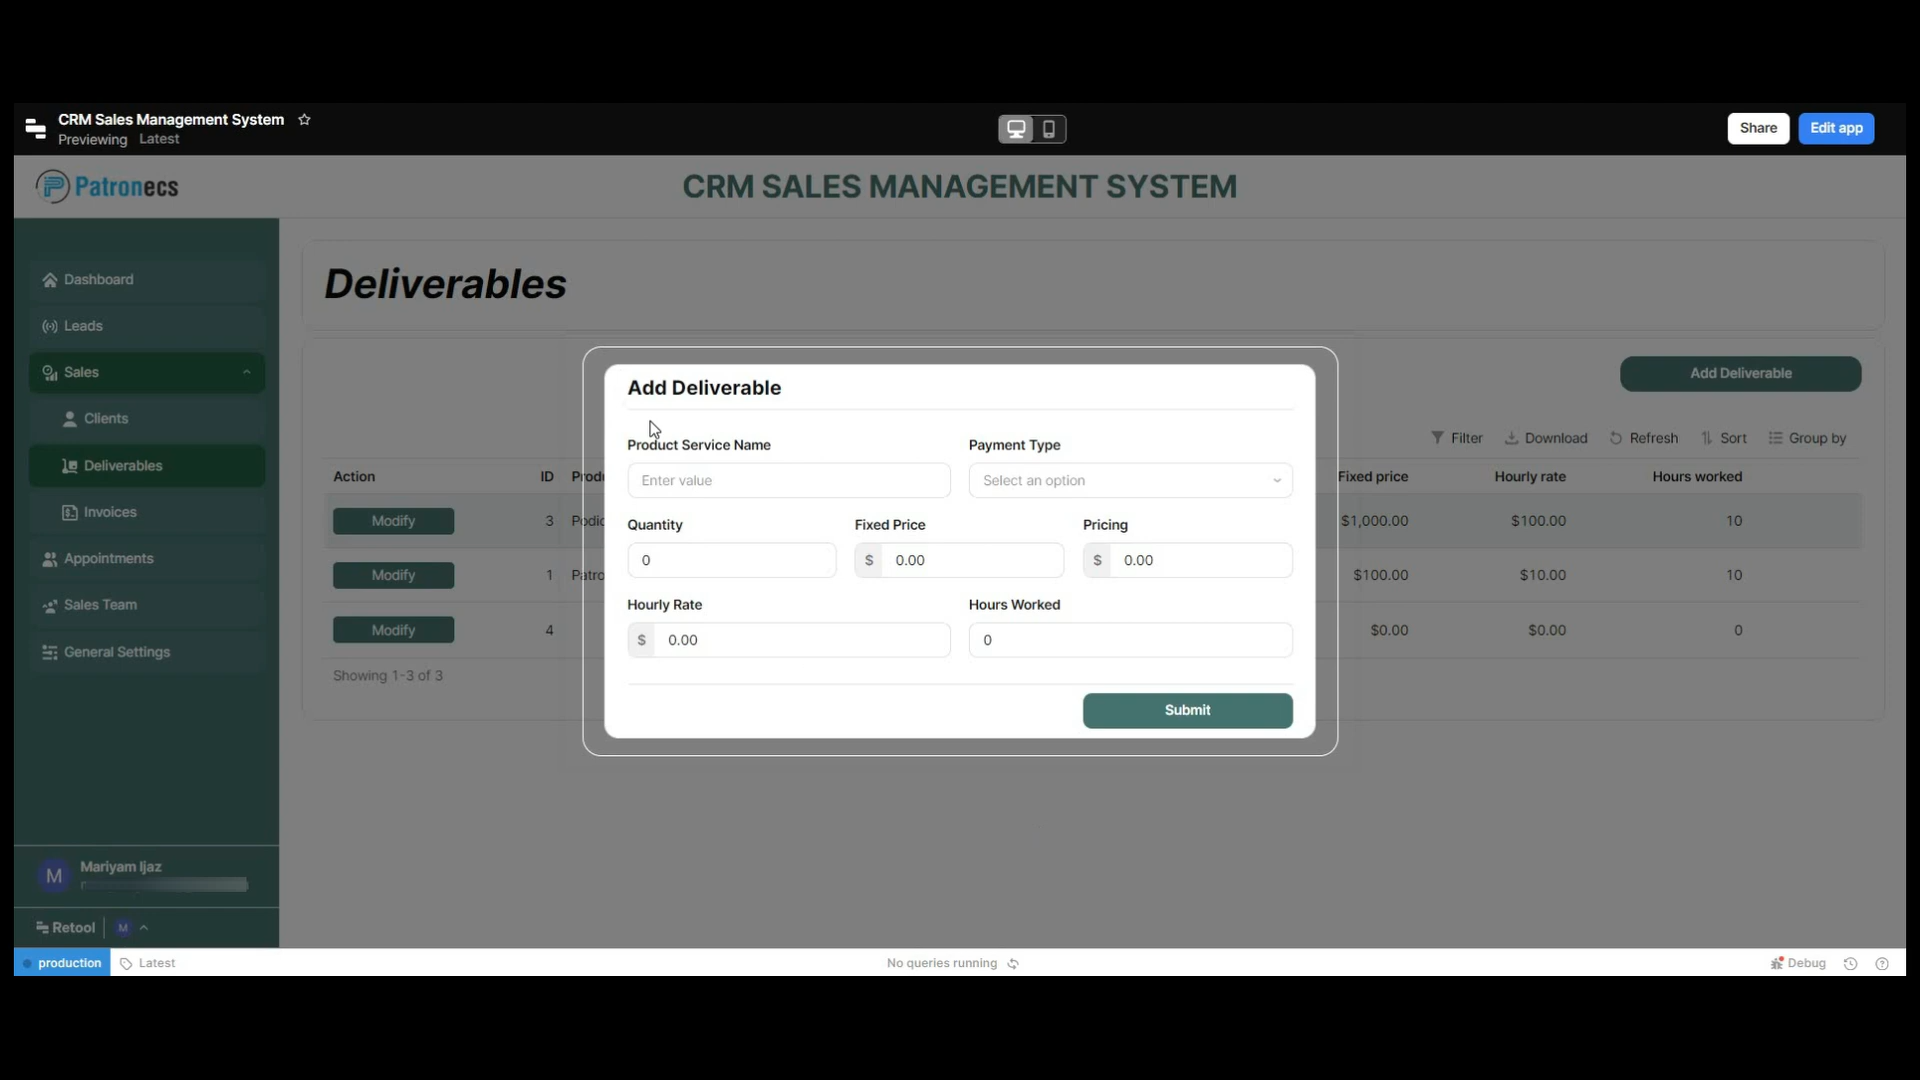 CRM Sales Management System
Previewing Latest
Share
Edit app
Patronecs
CRM SALES MANAGEMENT SYSTEM
Dashboard
Leads
Sales
Clients
Deliverables
Invoices
Appointments
Sales Team
General Settings
Mariyam Ijaz
M
Retool
M
Deliverables
Add Deliverable
Filter Download Refresh Sort Group by
Action ID Fixed price Hourly rate Hours worked
Modify 3 $1,000.00 $100.00 10
Modify 1 $100.00 $10.00 10
Modify 4 $0.00 $0.00 0
Showing 1-3 of 3
Add Deliverable
Product Service Name Payment Type
Enter value Select an option
Quantity Fixed Price Pricing
0 $ 0.00 $ 0.00
Hourly Rate Hours Worked
$ 0.00 0
Submit
production Latest No queries running Debug